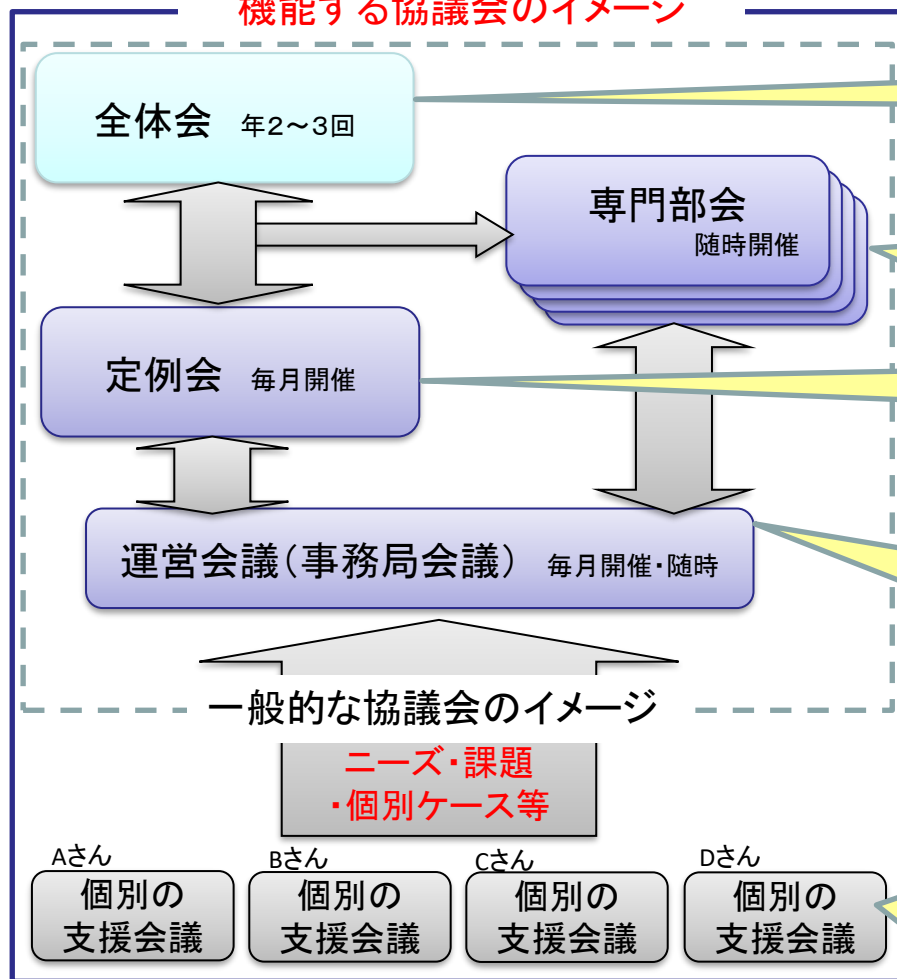 機能する協議会のイメージ
全体会 年2～3回
専門部会
随時開催
定例会 毎月開催
運営会議(事務局会議) 毎月開催・随時
一般的な協議会のイメージ
ニーズ・課題
・個別ケース等
Aさん
個別の
支援会議
Bさん
個別の
支援会議
Cさん
個別の
支援会議
Dさん
個別の
支援会議